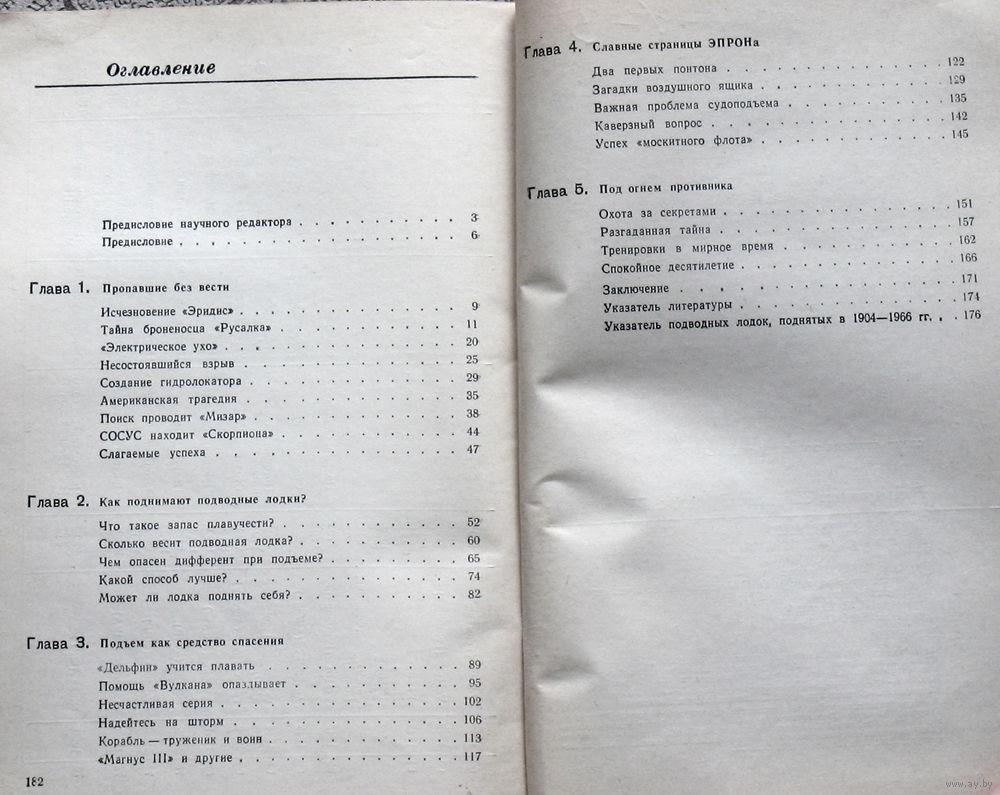 Оглавление
Предисловие научного редактора . . . . . . . . . . 3
Предисловие . . . . . . . . . . . . . . . . 6
Глава 1. Пропавшие без вести
Исчезновение «Эридис» . . . . . . . . . . . . . 9
Тайна броненосца «Русалка» . . . . . . . . . . . 11
«Электрическое ухо» . . . . . . . . . . . . . . 20
Несостоявшийся взрыв . . . . . . . . . . . . . 25
Создание гидролокатора . . . . . . . . . . . . 29
Американская трагедия . . . . . . . . . . . . . 35
Поиск проводит «Мизар» . . . . . . . . . . . . 38
СОСУС находит «Скорпиона» . . . . . . . . . . . 44
Слагаемые успеха . . . . . . . . . . . . . . 47
Глава 2. Как поднимают подводные лодки?
Что такое запас плавучести? . . . . . . . . . . . 52
Сколько весит подводная лодка? . . . . . . . . . . 60
Чем опасен дифферент при подъеме? . . . . . . . . 65
Какой способ лучше? . . . . . . . . . . . . . 74
Может ли лодка поднять себя? . . . . . . . . . . 82
Глава 3. Подъем как средство спасения
«Дельфин» учится плавать . . . . . . . . . . . 89
Помощь «Вулкана» опаздывает . . . . . . . . . . 95
Несчастливая серия . . . . . . . . . . . . . . 102
Надейтесь на шторм . . . . . . . . . . . . . 106
Корабль — труженик и воин . . . . . . . . . . . 113
«Магнус III» и другие . . . . . . . . . . . . . 117
182
Глава 4. Славные страницы ЭПРОНа
Два первых понтона . . . . . . . . . . . . . 122
Загадки воздушного ящика . . . . . . . . . . . 129
Важная проблема судоподъема . . . . . . . . . . 135
Каверзный вопрос . . . . . . . . . . . . . . 142
Успех «москитного флота» . . . . . . . . . . . 145
Глава 5. Под огнем противника
Охота за секретами . . . . . . . . . . . . . 151
Разгаданная тайна . . . . . . . . . . . . . . 157
Тренировки в мирное время . . . . . . . . . . . 162
Спокойное десятилетие . . . . . . . . . . . . 166
Заключение . . . . . . . . . . . . . . . . 171
Указатель литературы . . . . . . . . . . . . . 174
Указатель подводных лодок, поднятых в 1904—1966 гг. . . 176
www.ay.by